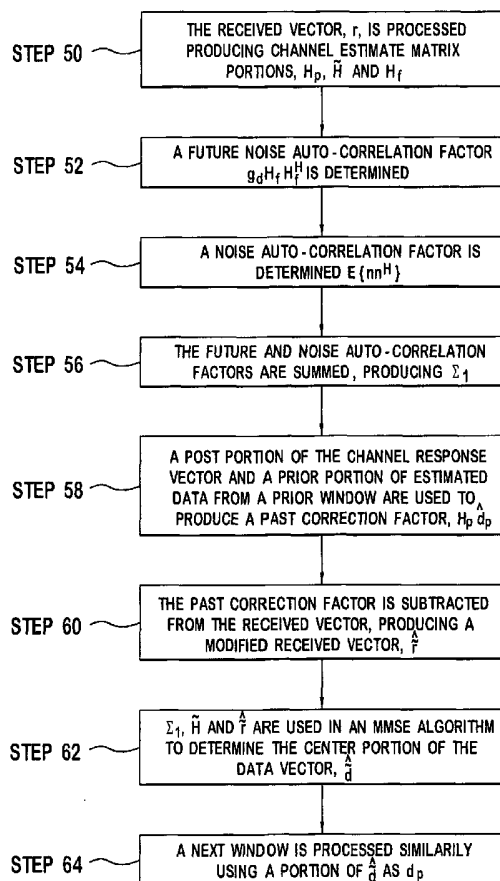 STEP 50
THE RECEIVED VECTOR, r, IS PROCESSED
PRODUCING CHANNEL ESTIMATE MATRIX
PORTIONS, Hₚ, H̃ AND H_f
STEP 52
A FUTURE NOISE AUTO-CORRELATION FACTOR
g_d H_f H_f^H IS DETERMINED
STEP 54
A NOISE AUTO-CORRELATION FACTOR IS
DETERMINED E{nn^H}
STEP 56
THE FUTURE AND NOISE AUTO-CORRELATION
FACTORS ARE SUMMED, PRODUCING Σ₁
STEP 58
A POST PORTION OF THE CHANNEL RESPONSE
VECTOR AND A PRIOR PORTION OF ESTIMATED
DATA FROM A PRIOR WINDOW ARE USED TO
PRODUCE A PAST CORRECTION FACTOR, Hₚ d̂ₚ
STEP 60
THE PAST CORRECTION FACTOR IS SUBTRACTED
FROM THE RECEIVED VECTOR, PRODUCING A
MODIFIED RECEIVED VECTOR, r̃̂
STEP 62
Σ₁, H̃ AND r̃̂ ARE USED IN AN MMSE ALGORITHM
TO DETERMINE THE CENTER PORTION OF THE
DATA VECTOR, d̃̂
STEP 64
A NEXT WINDOW IS PROCESSED SIMILARLY
USING A PORTION OF d̃̂ AS dₚ